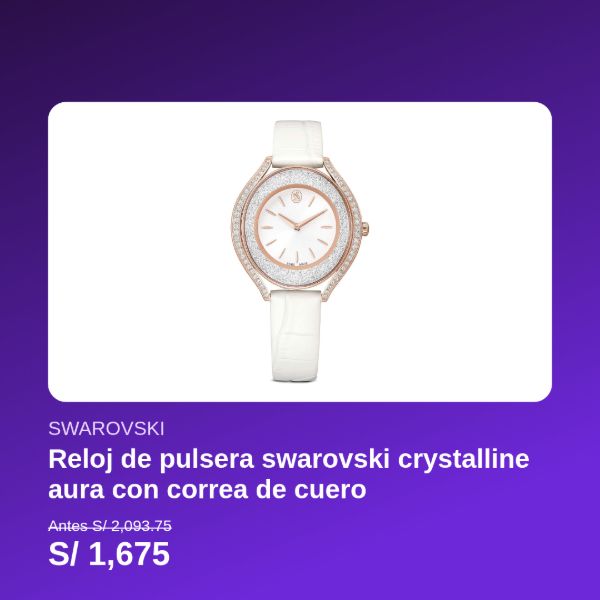 SWAROVSKI
Reloj de pulsera swarovski crystalline
aura con correa de cuero
Antes S/ 2,093.75
S/ 1,675